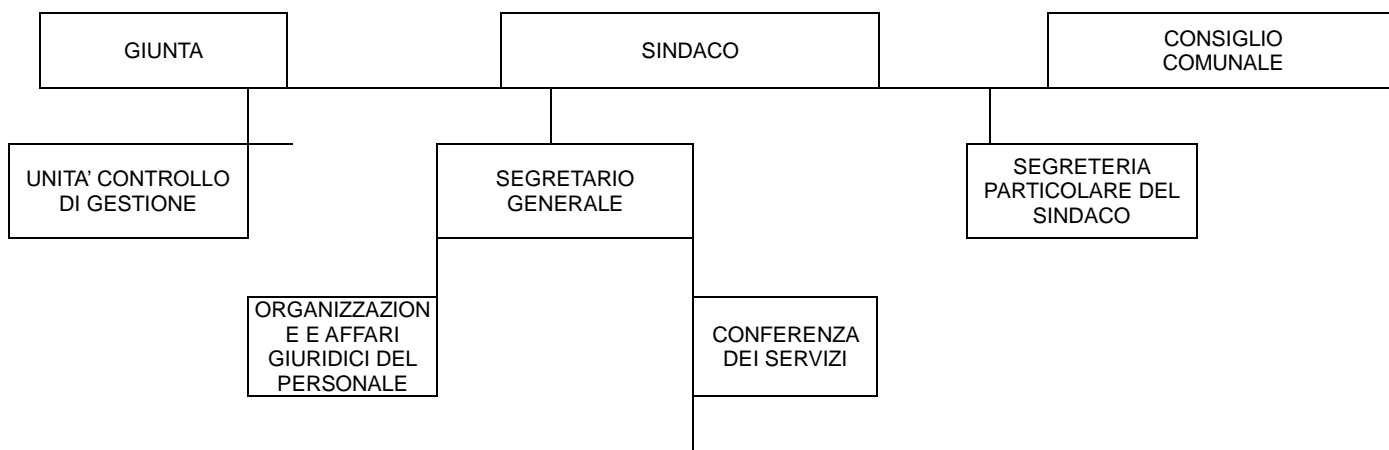 GIUNTA
SINDACO
CONSIGLIO
COMUNALE
UNITA' CONTROLLO
DI GESTIONE
SEGRETARIO
GENERALE
SEGRETERIA
PARTICOLARE DEL
SINDACO
ORGANIZZAZION
E E AFFARI
GIURIDICI DEL
PERSONALE
CONFERENZA
DEI SERVIZI